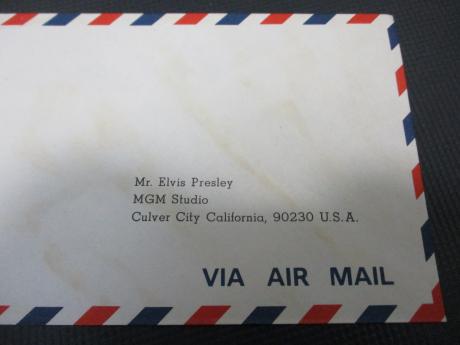 Mr. Elvis Presley
MGM Studio
Culver City California, 90230 U.S.A.
VIA AIR MAIL